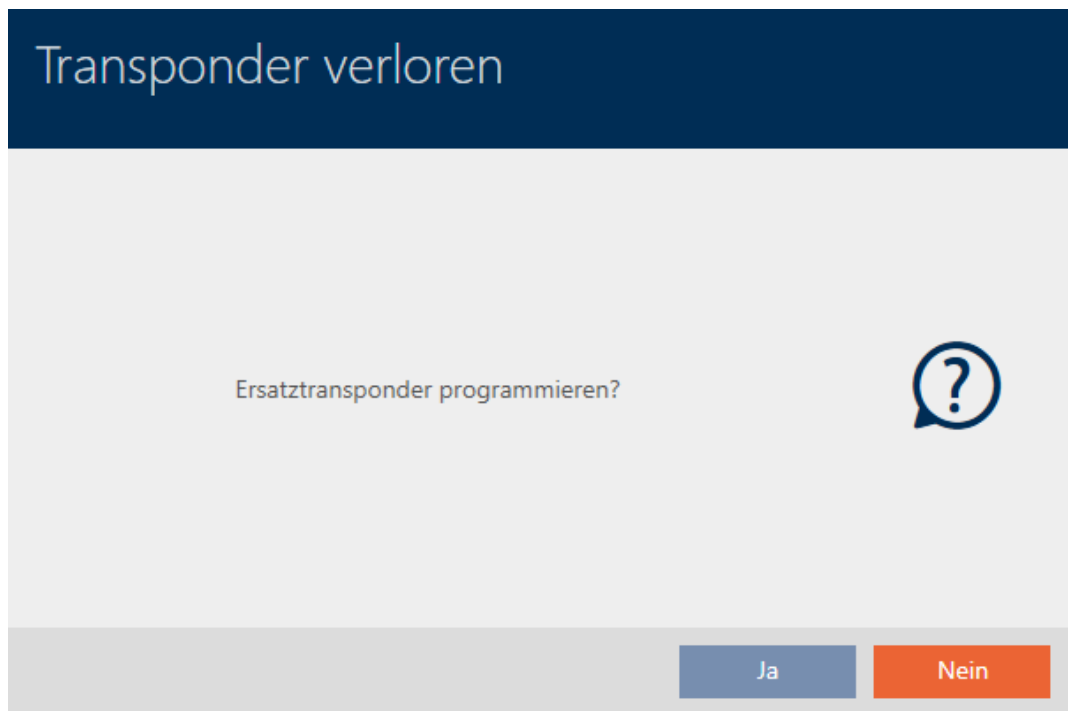 Transponder verloren
Ersatztransponder programmieren?
?
Ja
Nein